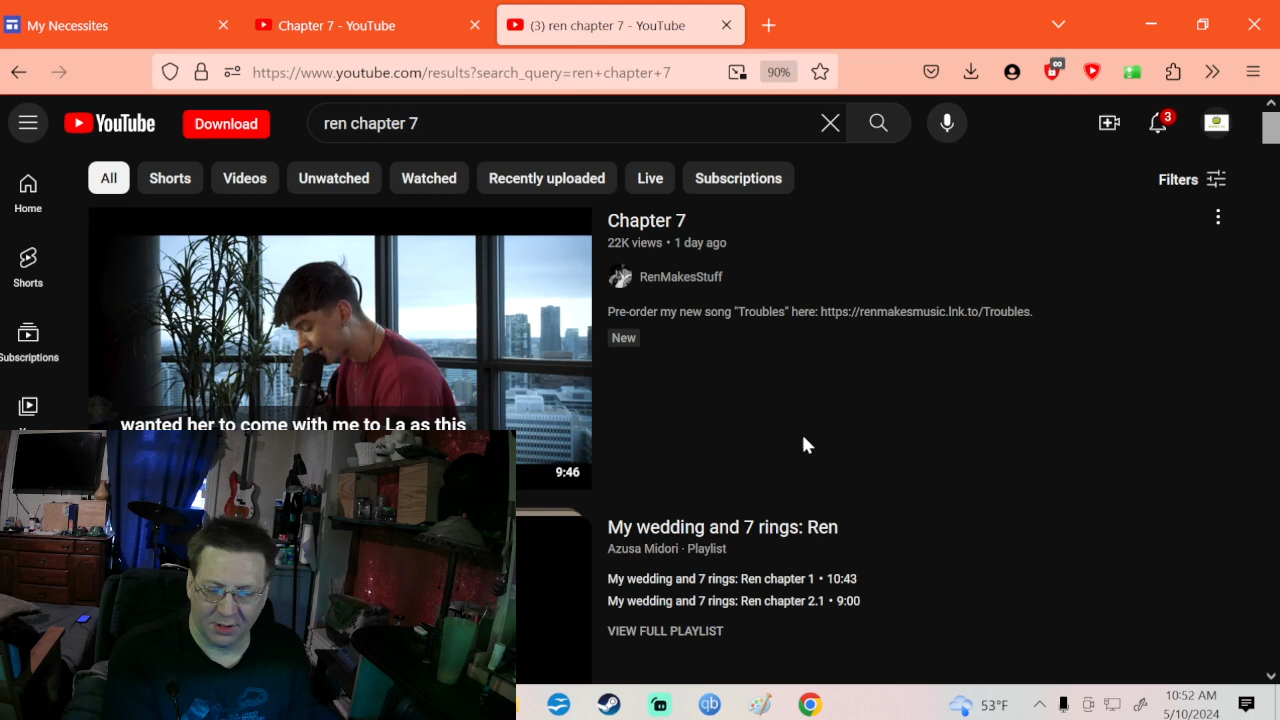 My Necessites
Chapter 7 - YouTube
(3) ren chapter 7 - YouTube
https://www.youtube.com/results?search_query=ren+chapter+7
90%
YouTube
Download
ren chapter 7
3
All
Shorts
Videos
Unwatched
Watched
Recently uploaded
Live
Subscriptions
Filters
Home
Shorts
Subscriptions
wanted her to come with me to La as this
9:46
Chapter 7
22K views • 1 day ago
RenMakesStuff
Pre-order my new song "Troubles" here: https://renmakesmusic.lnk.to/Troubles.
New
My wedding and 7 rings: Ren
Azusa Midori · Playlist
My wedding and 7 rings: Ren chapter 1 • 10:43
My wedding and 7 rings: Ren chapter 2.1 • 9:00
VIEW FULL PLAYLIST
qb
53°F
10:52 AM
5/10/2024